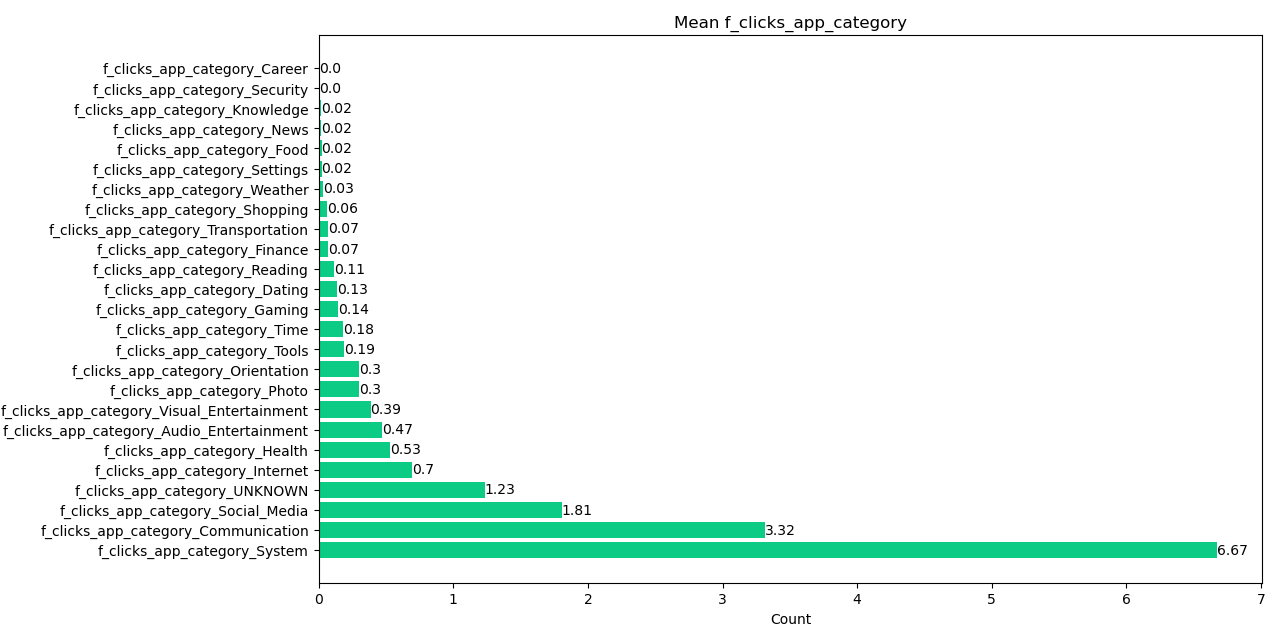 Mean f_clicks_app_category
f_clicks_app_category_Career 0.0
f_clicks_app_category_Security 0.0
f_clicks_app_category_Knowledge 0.02
f_clicks_app_category_News 0.02
f_clicks_app_category_Food 0.02
f_clicks_app_category_Settings 0.02
f_clicks_app_category_Weather 0.03
f_clicks_app_category_Shopping 0.06
f_clicks_app_category_Transportation 0.07
f_clicks_app_category_Finance 0.07
f_clicks_app_category_Reading 0.11
f_clicks_app_category_Dating 0.13
f_clicks_app_category_Gaming 0.14
f_clicks_app_category_Time 0.18
f_clicks_app_category_Tools 0.19
f_clicks_app_category_Orientation 0.3
f_clicks_app_category_Photo 0.3
f_clicks_app_category_Visual_Entertainment 0.39
f_clicks_app_category_Audio_Entertainment 0.47
f_clicks_app_category_Health 0.53
f_clicks_app_category_Internet 0.7
f_clicks_app_category_UNKNOWN 1.23
f_clicks_app_category_Social_Media 1.81
f_clicks_app_category_Communication 3.32
f_clicks_app_category_System 6.67
0 1 2 3 4 5 6 7
Count